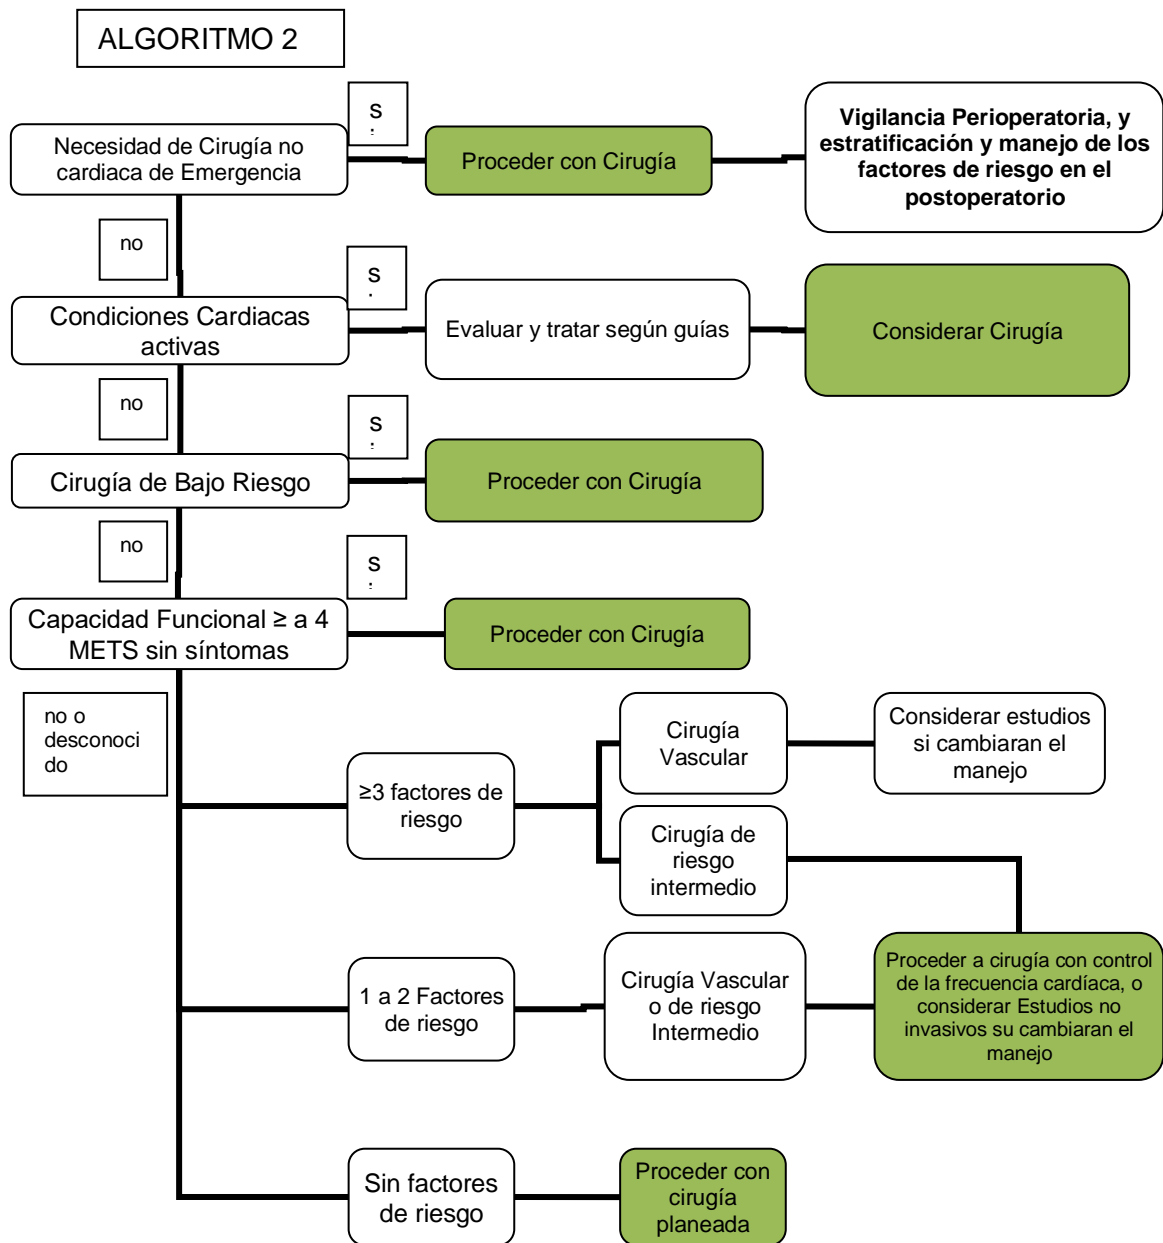 ALGORITMO 2
s
Necesidad de Cirugía no
cardiaca de Emergencia
Proceder con Cirugía
Vigilancia Perioperatoria, y
estratificación y manejo de los
factores de riesgo en el
postoperatorio
no
s
Condiciones Cardiacas
activas
Evaluar y tratar según guías
Considerar Cirugía
no
s
Cirugía de Bajo Riesgo
Proceder con Cirugía
no
s
Capacidad Funcional ≥ a 4
METS sin síntomas
Proceder con Cirugía
no o
desconoci
do
≥3 factores de
riesgo
Cirugía
Vascular
Considerar estudios
si cambiaran el
manejo
Cirugía de
riesgo
intermedio
1 a 2 Factores
de riesgo
Cirugía Vascular
o de riesgo
Intermedio
Proceder a cirugía con control
de la frecuencia cardíaca, o
considerar Estudios no
invasivos su cambiaran el
manejo
Sin factores
de riesgo
Proceder con
cirugía
planeada